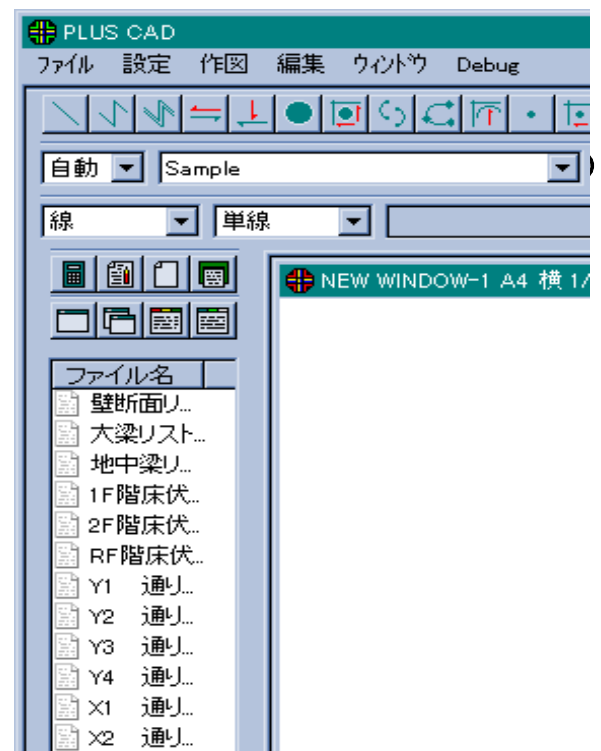 PLUS CAD
ファイル 設定 作図 編集 ウィンドウ Debug
自動 Sample
線 単線
NEW WINDOW-1 A4 横 1/
ファイル名
壁断面リ...
大梁リスト...
地中梁リ...
1F階床伏...
2F階床伏...
RF階床伏...
Y1 通り...
Y2 通り...
Y3 通り...
Y4 通り...
X1 通り...
X2 通り...